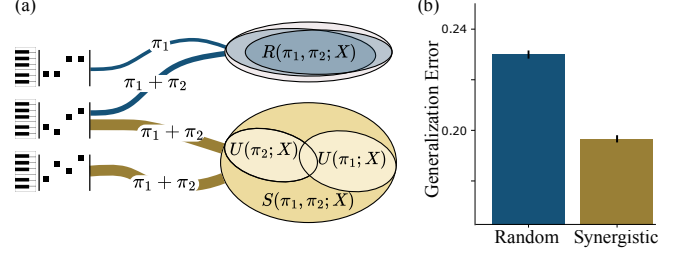 (a)
π₁
π₁ + π₂
π₁ + π₂
π₁ + π₂
R(π₁, π₂; X)
U(π₂; X)
U(π₁; X)
S(π₁, π₂; X)
(b)
Generalization Error
0.24
0.20
Random
Synergistic